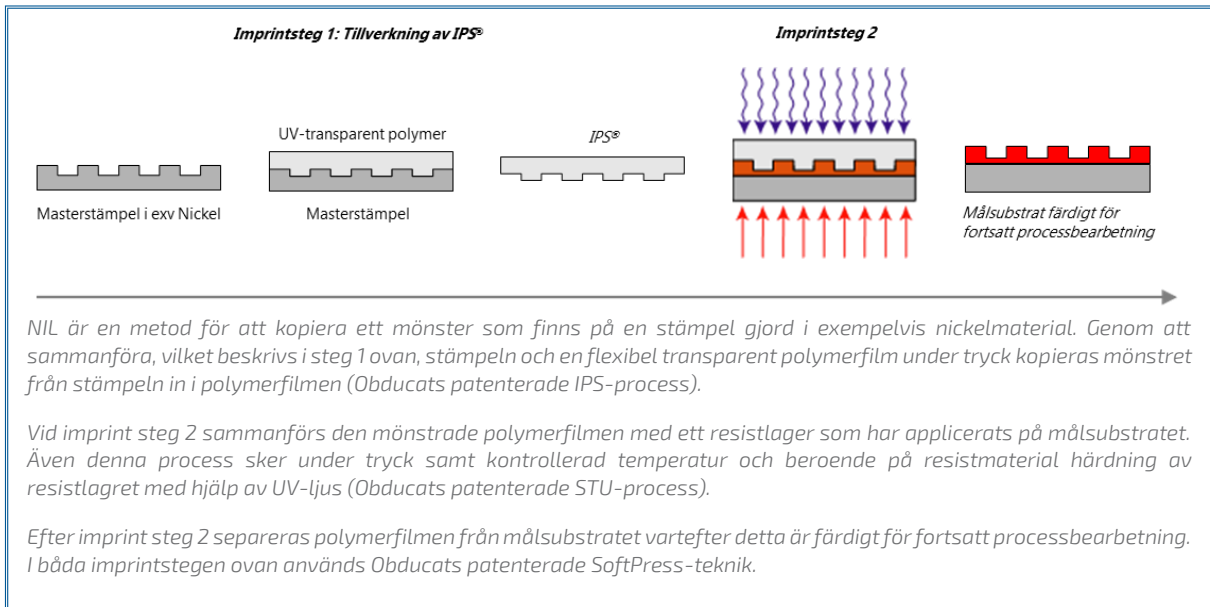 Imprintsteg 1: Tillverkning av IPS®
Imprintsteg 2
UV-transparent polymer
IPS®
Masterstämpel i exv Nickel
Masterstämpel
Målsubstrat färdigt för
fortsatt processbearbetning
NIL är en metod för att kopiera ett mönster som finns på en stämpel gjord i exempelvis nickelmaterial. Genom att
sammanföra, vilket beskrivs i steg 1 ovan, stämpeln och en flexibel transparent polymerfilm under tryck kopieras mönstret
från stämpeln in i polymerfilmen (Obducats patenterade IPS-process).
Vid imprint steg 2 sammanförs den mönstrade polymerfilmen med ett resistlager som har applicerats på målsubstratet.
Även denna process sker under tryck samt kontrollerad temperatur och beroende på resistmaterial härdning av
resistlagret med hjälp av UV-ljus (Obducats patenterade STU-process).
Efter imprint steg 2 separeras polymerfilmen från målsubstratet vartefter detta är färdigt för fortsatt processbearbetning.
I båda imprintstegen ovan används Obducats patenterade SoftPress-teknik.